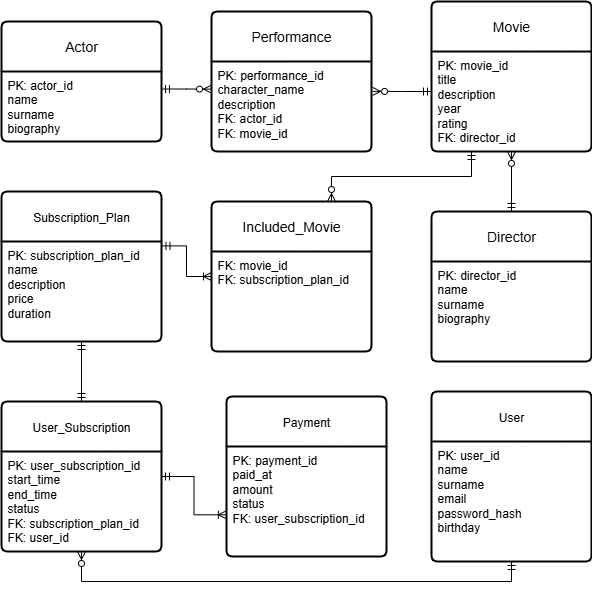 Actor
PK: actor_id
name
surname
biography
Performance
PK: performance_id
character_name
description
FK: actor_id
FK: movie_id
Movie
PK: movie_id
title
description
year
rating
FK: director_id
Subscription_Plan
PK: subscription_plan_id
name
description
price
duration
Included_Movie
FK: movie_id
FK: subscription_plan_id
Director
PK: director_id
name
surname
biography
User_Subscription
PK: user_subscription_id
start_time
end_time
status
FK: subscription_plan_id
FK: user_id
Payment
PK: payment_id
paid_at
amount
status
FK: user_subscription_id
User
PK: user_id
name
surname
email
password_hash
birthday